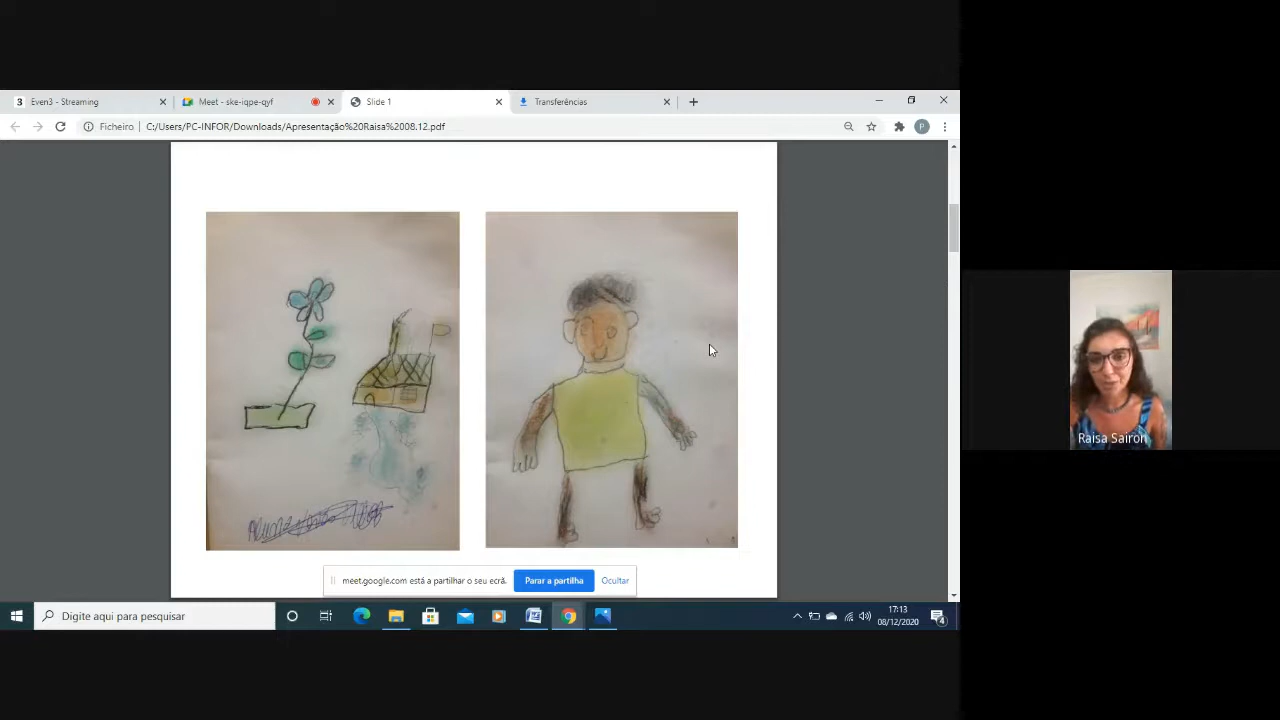 Even3 - Streaming
Meet - ske-iqpe-qyf
Slide 1
Transferências
Ficheiro C:/Users/PC-INFOR/Downloads/Apresentação%20Raisa%2008.12.pdf
Raisa Sairon
meet.google.com está a partilhar o seu ecrã.
Parar a partilha
Ocultar
Digite aqui para pesquisar
17:13
08/12/2020
4